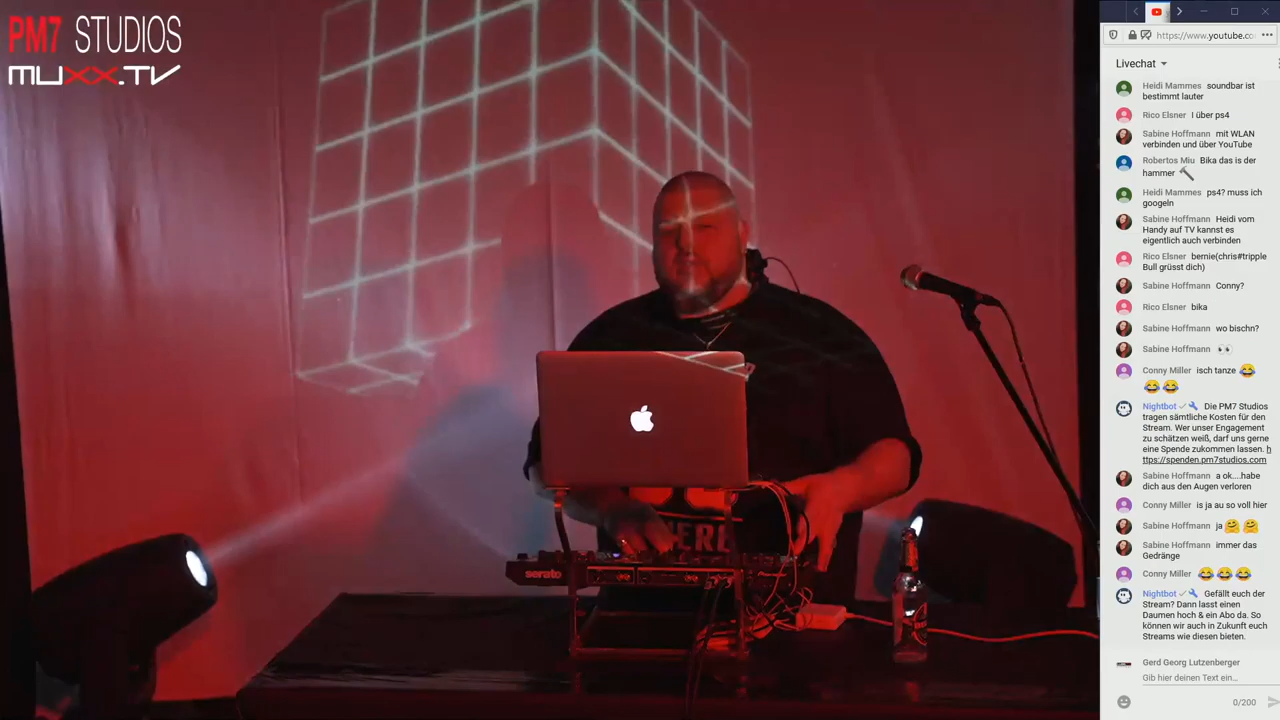 PM7 STUDIOS
MUXX.TV
serato
https://www.youtube.co
Livechat
Heidi Mammes soundbar ist
bestimmt lauter
Rico Elsner I über ps4
Sabine Hoffmann mit WLAN
verbinden und über YouTube
Robertos Miu Bika das is der
hammer 🔨
Heidi Mammes ps4? muss ich
googeln
Sabine Hoffmann Heidi vom
Handy auf TV kannst es
eigentlich auch verbinden
Rico Elsner bernie(chris#tripple
Bull grüsst dich)
Sabine Hoffmann Conny?
Rico Elsner bika
Sabine Hoffmann wo bischn?
Sabine Hoffmann 👀
Conny Miller isch tanze 😂
😂😂
Nightbot Die PM7 Studios
tragen sämtliche Kosten für den
Stream. Wer unser Engagement
zu schätzen weiß, darf uns gerne
eine Spende zukommen lassen. h
ttps://spenden.pm7studios.com
Sabine Hoffmann a ok....habe
dich aus den Augen verloren
Conny Miller is ja au so voll hier
Sabine Hoffmann ja 🤗 🤗
Sabine Hoffmann immer das
Gedränge
Conny Miller 😂😂😂
Nightbot Gefällt euch der
Stream? Dann lasst einen
Daumen hoch & ein Abo da. So
können wir auch in Zukunft euch
Streams wie diesen bieten.
Gerd Georg Lutzenberger
Gib hier deinen Text ein...
0/200